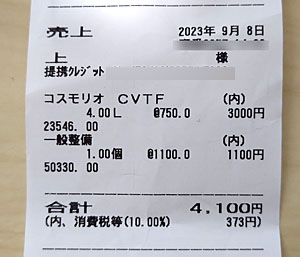 売上 2023年 9月 8日
上 様
提携クレジット
コスモリオ CVTF (内)
4.00L @750.0 3000円
23546.00
一般整備 (内)
1.00個 @1100.0 1100円
50330.00
合計 4,100円
(内、消費税等(10.00%) 373円)